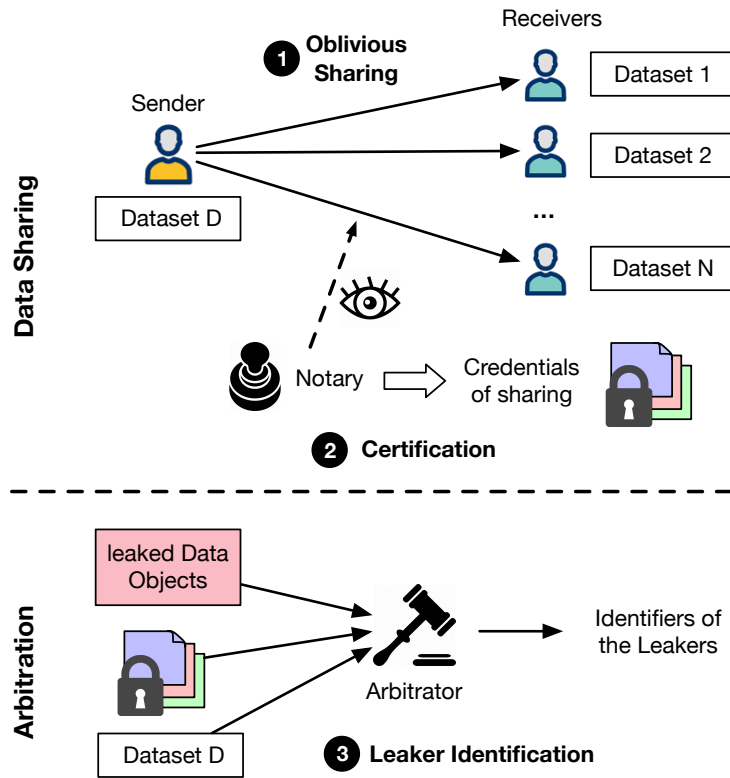 Receivers
1 Oblivious
Sharing
Dataset 1
Sender
Dataset 2
Dataset D
...
Dataset N
Data Sharing
Notary
Credentials
of sharing
2 Certification
leaked Data
Objects
Identifiers of
the Leakers
Arbitrator
Arbitration
Dataset D
3 Leaker Identification